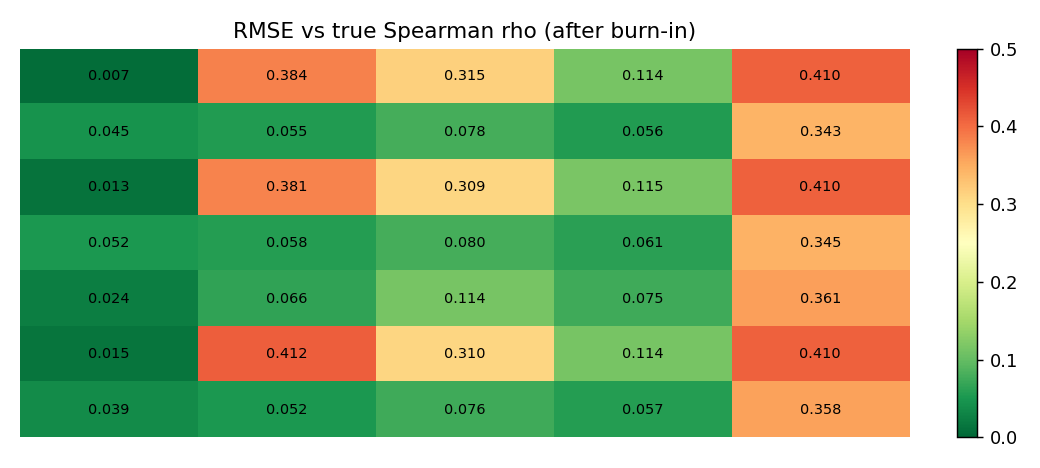 RMSE vs true Spearman rho (after burn-in)
0.007 0.384 0.315 0.114 0.410
0.045 0.055 0.078 0.056 0.343
0.013 0.381 0.309 0.115 0.410
0.052 0.058 0.080 0.061 0.345
0.024 0.066 0.114 0.075 0.361
0.015 0.412 0.310 0.114 0.410
0.039 0.052 0.076 0.057 0.358
0.5
0.4
0.3
0.2
0.1
0.0